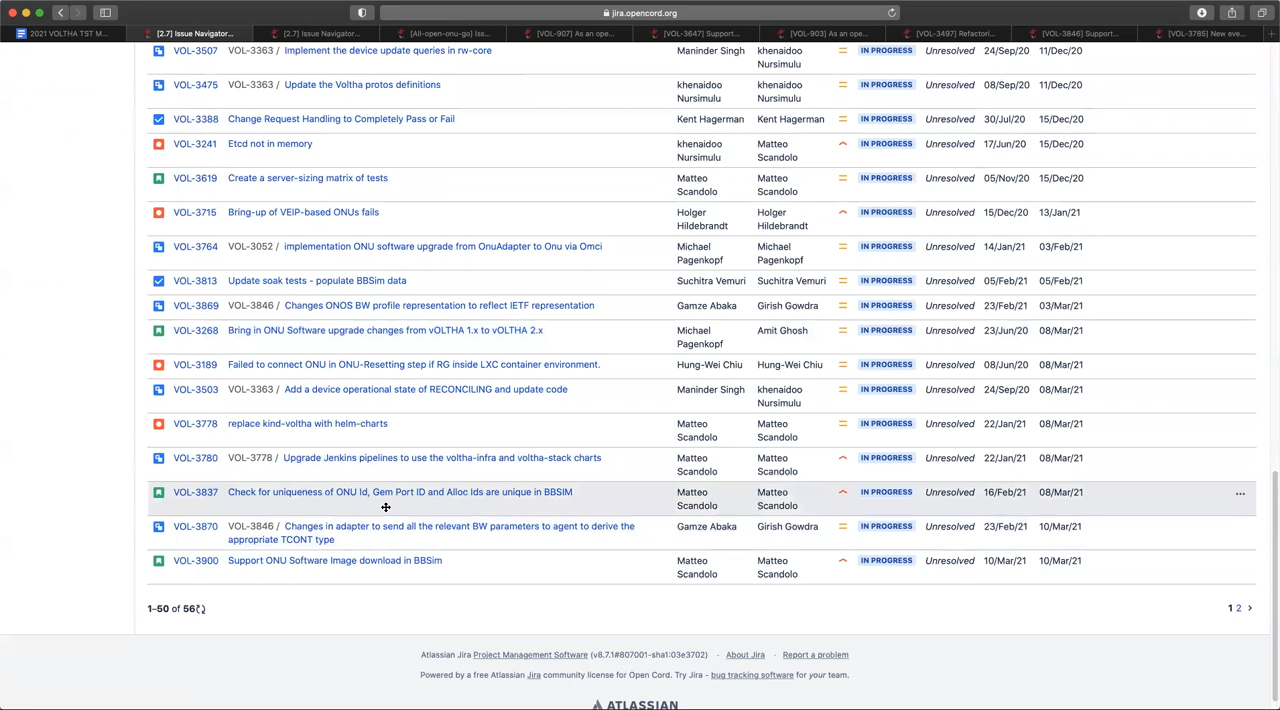 jira.opencord.org
2021 VOLTHA TST M...
[2.7] Issue Navigator...
[2.7] Issue Navigator...
[All-open-onu-go] Iss...
[VOL-907] As an ope...
[VOL-3647] Support...
[VOL-903] As an ope...
[VOL-3497] Refactori...
[VOL-3846] Support...
[VOL-3785] New eve...
VOL-3507 VOL-3363 / Implement the device update queries in rw-core Maninder Singh khenaidoo Nursimulu IN PROGRESS Unresolved 24/Sep/20 11/Dec/20
VOL-3475 VOL-3363 / Update the Voltha protos definitions khenaidoo Nursimulu khenaidoo Nursimulu IN PROGRESS Unresolved 08/Sep/20 11/Dec/20
VOL-3388 Change Request Handling to Completely Pass or Fail Kent Hagerman Kent Hagerman IN PROGRESS Unresolved 30/Jul/20 15/Dec/20
VOL-3241 Etcd not in memory khenaidoo Nursimulu Matteo Scandolo IN PROGRESS Unresolved 17/Jun/20 15/Dec/20
VOL-3619 Create a server-sizing matrix of tests Matteo Scandolo Matteo Scandolo IN PROGRESS Unresolved 05/Nov/20 15/Dec/20
VOL-3715 Bring-up of VEIP-based ONUs fails Holger Hildebrandt Holger Hildebrandt IN PROGRESS Unresolved 15/Dec/20 13/Jan/21
VOL-3764 VOL-3052 / implementation ONU software upgrade from OnuAdapter to Onu via Omci Michael Pagenkopf Michael Pagenkopf IN PROGRESS Unresolved 14/Jan/21 03/Feb/21
VOL-3813 Update soak tests - populate BBSim data Suchitra Vemuri Suchitra Vemuri IN PROGRESS Unresolved 05/Feb/21 05/Feb/21
VOL-3869 VOL-3846 / Changes ONOS BW profile representation to reflect IETF representation Gamze Abaka Girish Gowdra IN PROGRESS Unresolved 23/Feb/21 03/Mar/21
VOL-3268 Bring in ONU Software upgrade changes from vOLTHA 1.x to vOLTHA 2.x Michael Pagenkopf Amit Ghosh IN PROGRESS Unresolved 23/Jun/20 08/Mar/21
VOL-3189 Failed to connect ONU in ONU-Resetting step if RG inside LXC container environment. Hung-Wei Chiu Hung-Wei Chiu IN PROGRESS Unresolved 08/Jun/20 08/Mar/21
VOL-3503 VOL-3363 / Add a device operational state of RECONCILING and update code Maninder Singh khenaidoo Nursimulu IN PROGRESS Unresolved 24/Sep/20 08/Mar/21
VOL-3778 replace kind-voltha with helm-charts Matteo Scandolo Matteo Scandolo IN PROGRESS Unresolved 22/Jan/21 08/Mar/21
VOL-3780 VOL-3778 / Upgrade Jenkins pipelines to use the voltha-infra and voltha-stack charts Matteo Scandolo Matteo Scandolo IN PROGRESS Unresolved 22/Jan/21 08/Mar/21
VOL-3837 Check for uniqueness of ONU Id, Gem Port ID and Alloc Ids are unique in BBSIM Matteo Scandolo Matteo Scandolo IN PROGRESS Unresolved 16/Feb/21 08/Mar/21
VOL-3870 VOL-3846 / Changes in adapter to send all the relevant BW parameters to agent to derive the appropriate TCONT type Gamze Abaka Girish Gowdra IN PROGRESS Unresolved 23/Feb/21 10/Mar/21
VOL-3900 Support ONU Software Image download in BBSim Matteo Scandolo Matteo Scandolo IN PROGRESS Unresolved 10/Mar/21 10/Mar/21
1–50 of 56
1 2
Atlassian Jira Project Management Software (v8.7.1#807001-sha1:03e3702) · About Jira · Report a problem
Powered by a free Atlassian Jira community license for Open Cord. Try Jira - bug tracking software for your team.
ATLASSIAN